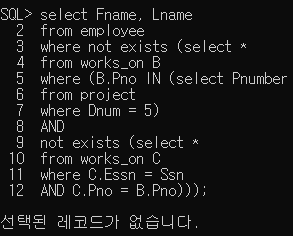 SQL> select Fname, Lname
2 from employee
3 where not exists (select *
4 from works_on B
5 where (B.Pno IN (select Pnumber
6 from project
7 where Dnum = 5)
8 AND
9 not exists (select *
10 from works_on C
11 where C.Essn = Ssn
12 AND C.Pno = B.Pno)));
선택된 레코드가 없습니다.